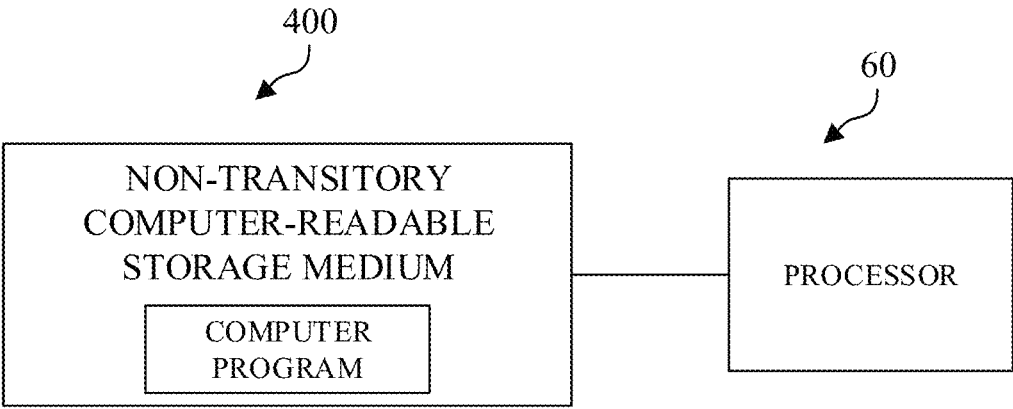 400
60
NON-TRANSITORY
COMPUTER-READABLE
STORAGE MEDIUM
COMPUTER
PROGRAM
PROCESSOR